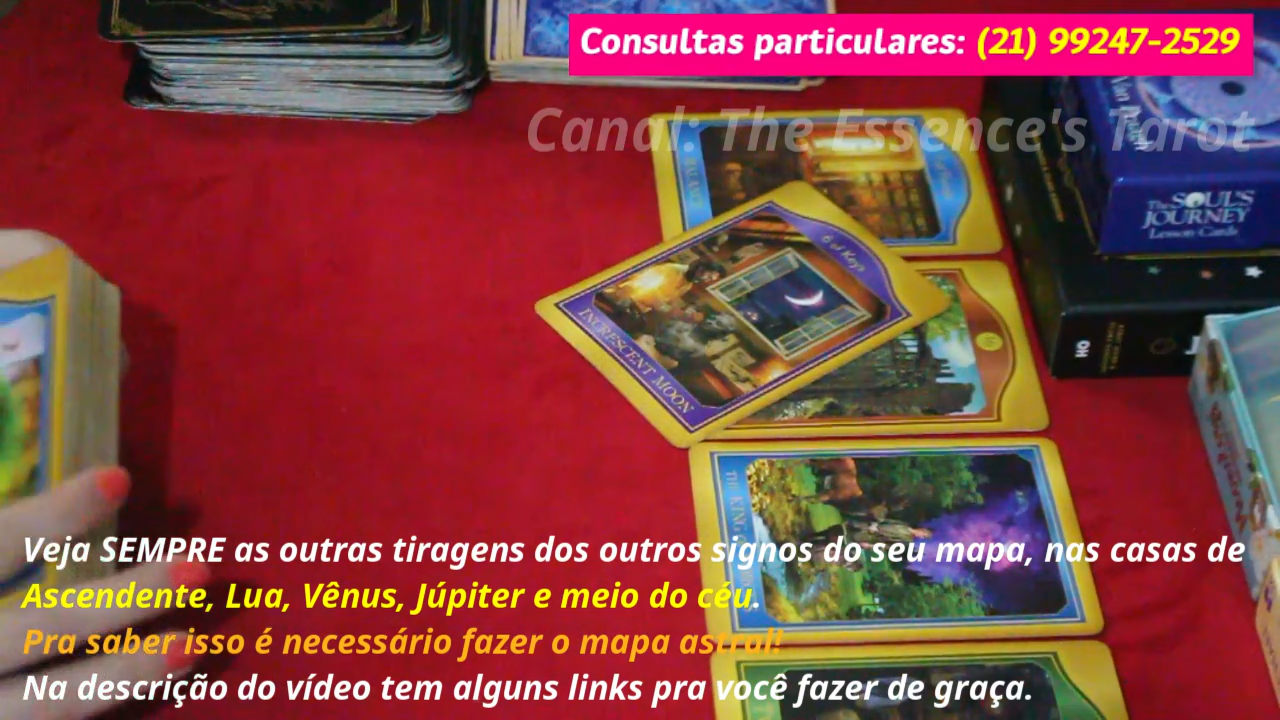 Consultas particulares: (21) 99247-2529
Canal: The Essence's Tarot
The SOUL'S
JOURNEY
Lesson Cards
6 of Keys
INCRESCENT MOON
THE KING
Veja SEMPRE as outras tiragens dos outros signos do seu mapa, nas casas de
Ascendente, Lua, Vênus, Júpiter e meio do céu.
Pra saber isso é necessário fazer o mapa astral!
Na descrição do vídeo tem alguns links pra você fazer de graça.